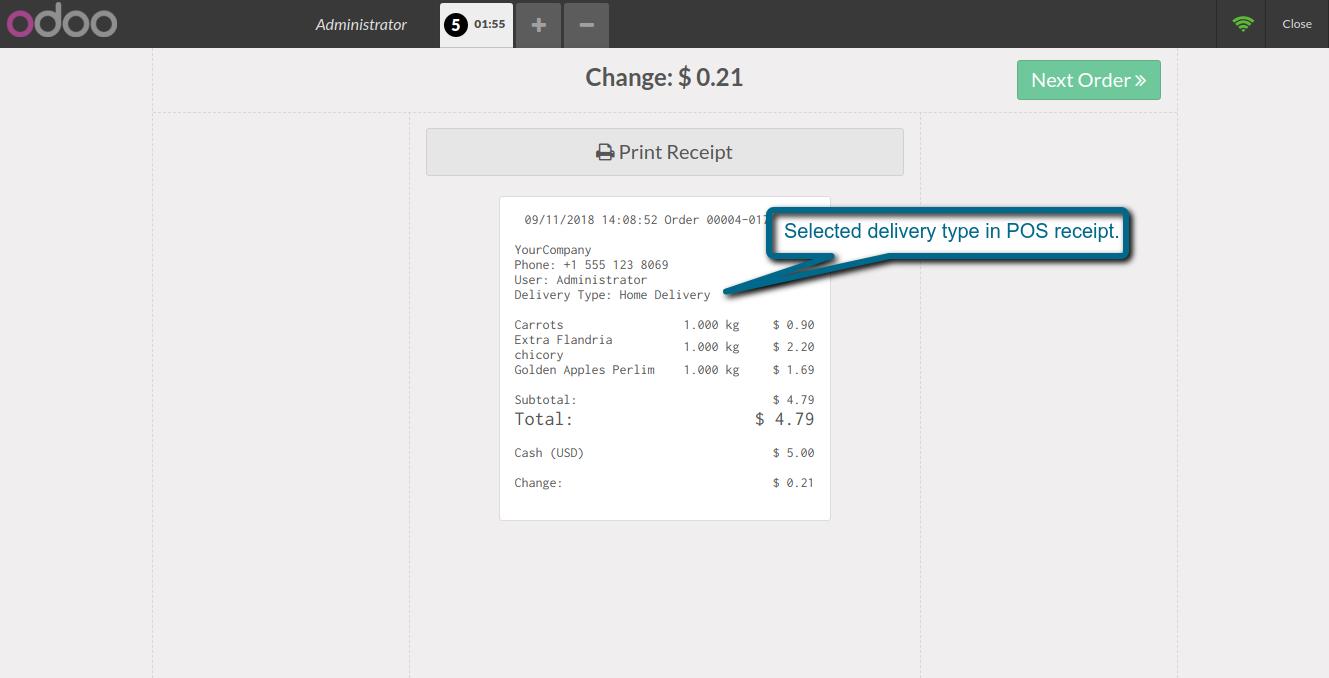 odoo
Administrator
5 01:55 + −
Close
Change: $ 0.21
Next Order »
Print Receipt
09/11/2018 14:08:52 Order 00004-017
Selected delivery type in POS receipt.
YourCompany
Phone: +1 555 123 8069
User: Administrator
Delivery Type: Home Delivery
Carrots 1.000 kg $ 0.90
Extra Flandria
chicory 1.000 kg $ 2.20
Golden Apples Perlim 1.000 kg $ 1.69
Subtotal: $ 4.79
Total: $ 4.79
Cash (USD) $ 5.00
Change: $ 0.21